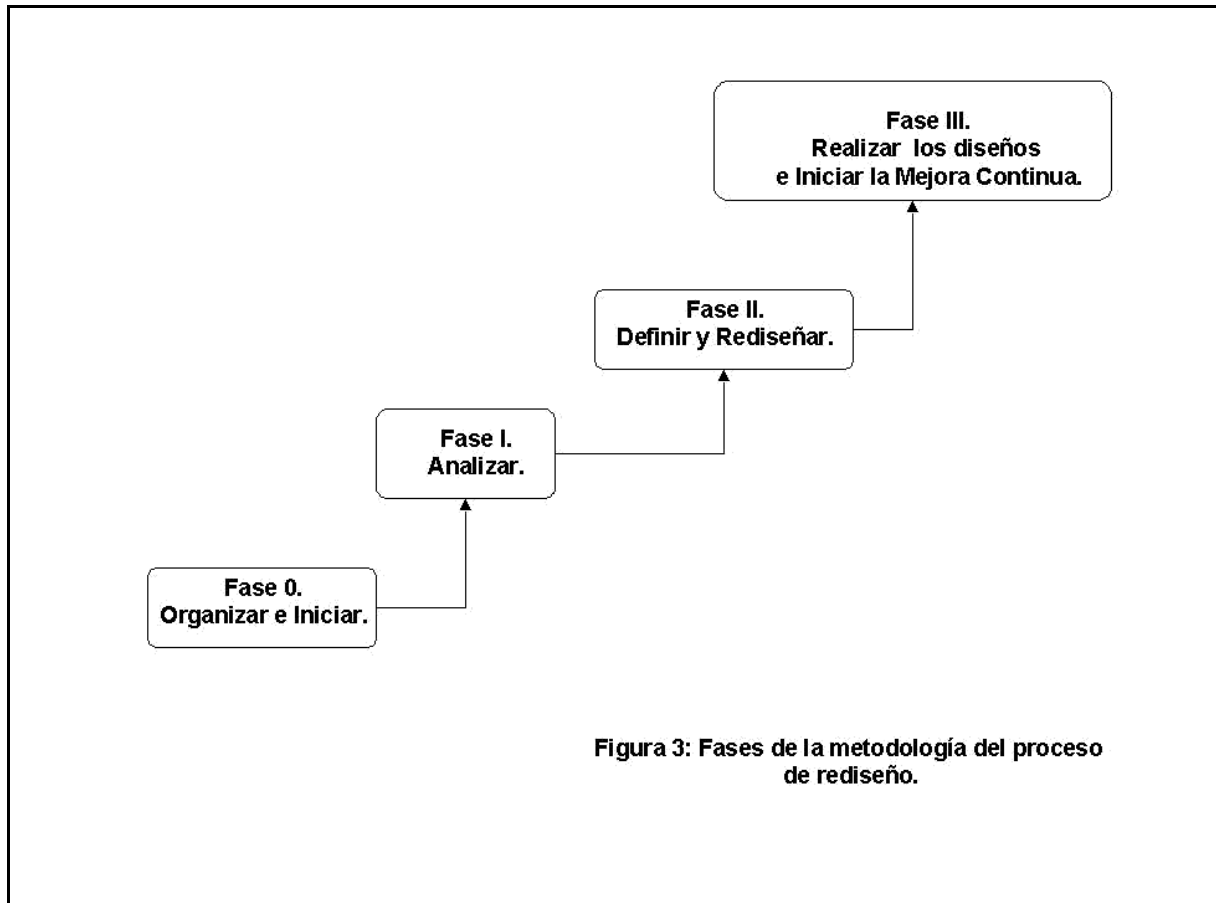 Fase III.
Realizar los diseños
e Iniciar la Mejora Continua.
Fase II.
Definir y Rediseñar.
Fase I.
Analizar.
Fase 0.
Organizar e Iniciar.
Figura 3: Fases de la metodología del proceso
de rediseño.